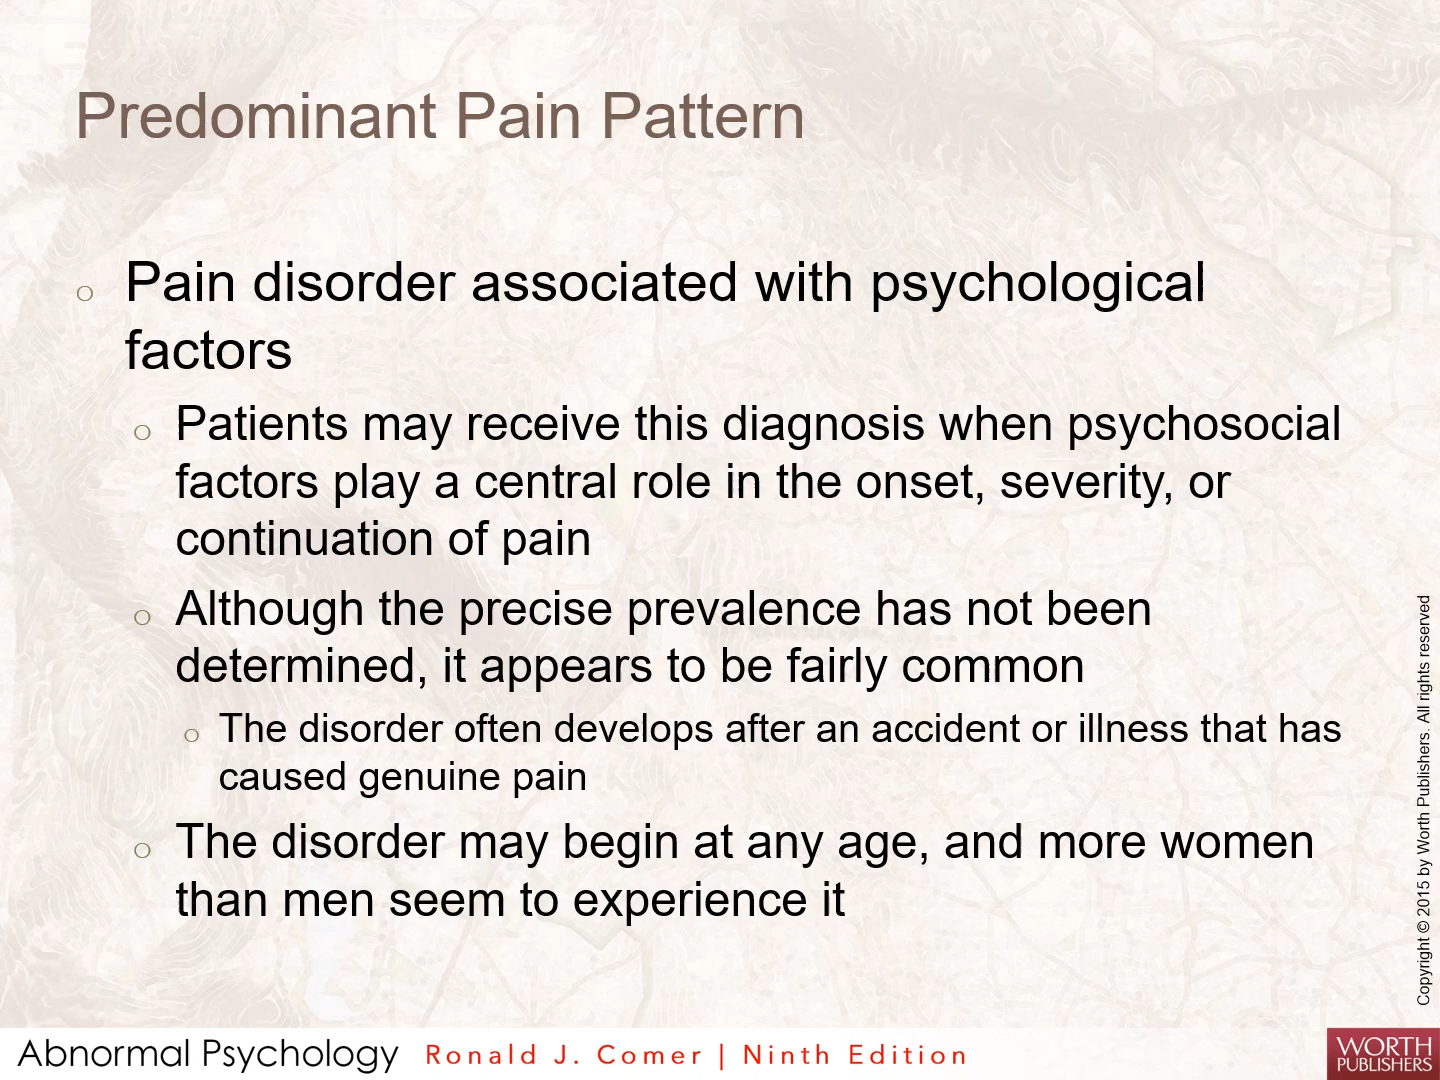 Predominant Pain Pattern
o Pain disorder associated with psychological
factors
o Patients may receive this diagnosis when psychosocial
factors play a central role in the onset, severity, or
continuation of pain
o Although the precise prevalence has not been
determined, it appears to be fairly common
o The disorder often develops after an accident or illness that has
caused genuine pain
o The disorder may begin at any age, and more women
than men seem to experience it
Copyright © 2015 by Worth Publishers. All rights reserved
Abnormal Psychology Ronald J. Comer | Ninth Edition
WORTH
PUBLISHERS